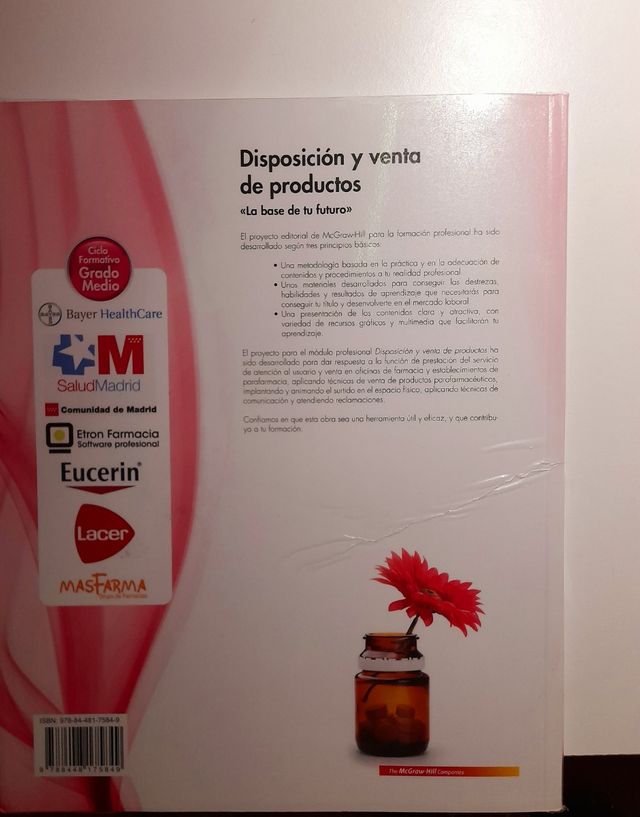 Disposición y venta
de productos
«La base de tu futuro»
El proyecto editorial de McGraw-Hill para la formación profesional ha sido
desarrollado según tres principios básicos:
• Una metodología basada en la práctica y en la adecuación de
contenidos y procedimientos a tu realidad profesional.
• Unos materiales desarrollados para conseguir las destrezas,
habilidades y resultados de aprendizaje que necesitarás para
conseguir tu título y desenvolverte en el mercado laboral.
• Una presentación de los contenidos clara y atractiva, con
variedad de recursos gráficos y multimedia que facilitarán tu
aprendizaje.
El proyecto para el módulo profesional Disposición y venta de productos ha
sido desarrollado para dar respuesta a la función de prestación del servicio
de atención al usuario y venta en oficinas de farmacia y establecimientos de
parafarmacia, aplicando técnicas de venta de productos parafarmacéuticos,
implantando y animando el surtido en el espacio físico, aplicando técnicas de
comunicación y atendiendo reclamaciones.
Confiamos en que esta obra sea una herramienta útil y eficaz, y que contribu-
ya a tu formación.
Ciclo
Formativo
Grado
Medio
BAYER
Bayer HealthCare
M
SaludMadrid
Comunidad de Madrid
Etron Farmacia
Software profesional
Eucerin®
Lacer
MASFARMA
Grupo de Farmacias
ISBN: 978-84-481-7584-9
9 788448 175849
The McGraw-Hill Companies